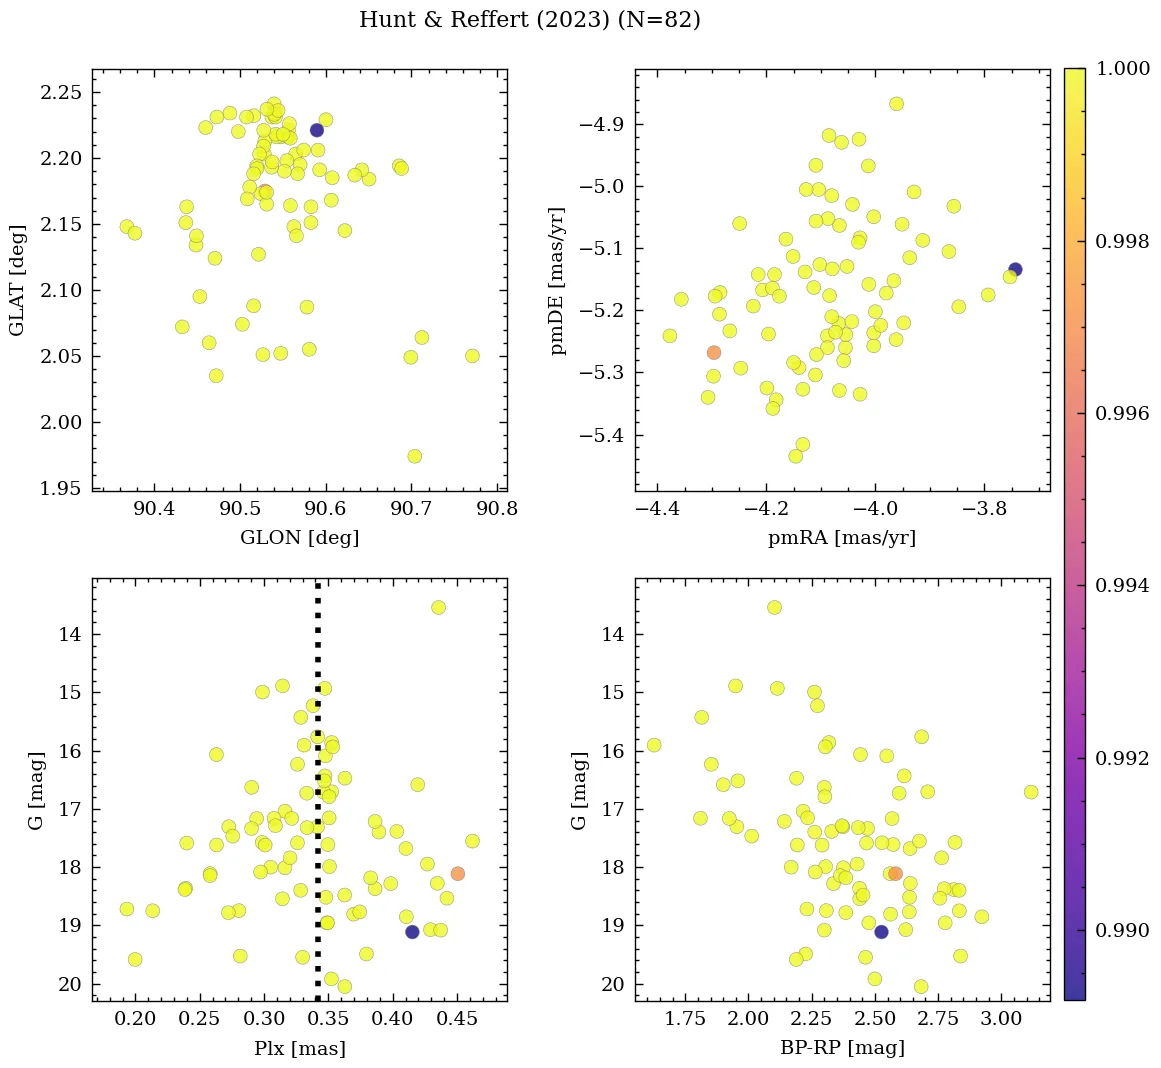 Hunt & Reffert (2023) (N=82)
2.25
2.20
2.15
2.10
2.05
2.00
1.95
GLAT [deg]
90.4 90.5 90.6 90.7 90.8
GLON [deg]
−4.9
−5.0
−5.1
−5.2
−5.3
−5.4
pmDE [mas/yr]
−4.4 −4.2 −4.0 −3.8
pmRA [mas/yr]
14
15
16
17
18
19
20
G [mag]
0.20 0.25 0.30 0.35 0.40 0.45
Plx [mas]
14
15
16
17
18
19
20
G [mag]
1.75 2.00 2.25 2.50 2.75 3.00
BP-RP [mag]
1.000
0.998
0.996
0.994
0.992
0.990